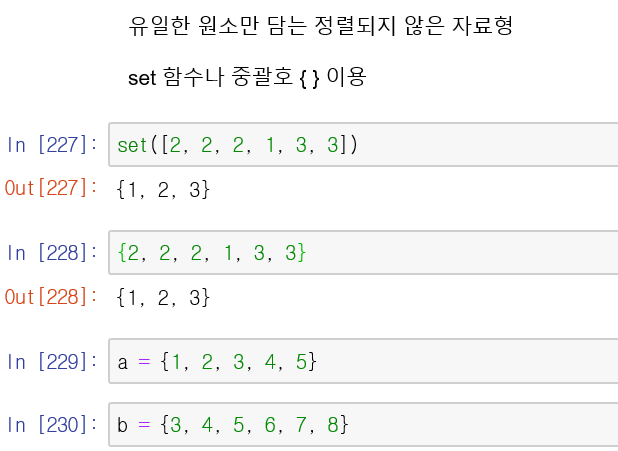 유일한 원소만 담는 정렬되지 않은 자료형
set 함수나 중괄호 { } 이용
In [227]: set([2, 2, 2, 1, 3, 3])
Out[227]: {1, 2, 3}
In [228]: {2, 2, 2, 1, 3, 3}
Out[228]: {1, 2, 3}
In [229]: a = {1, 2, 3, 4, 5}
In [230]: b = {3, 4, 5, 6, 7, 8}